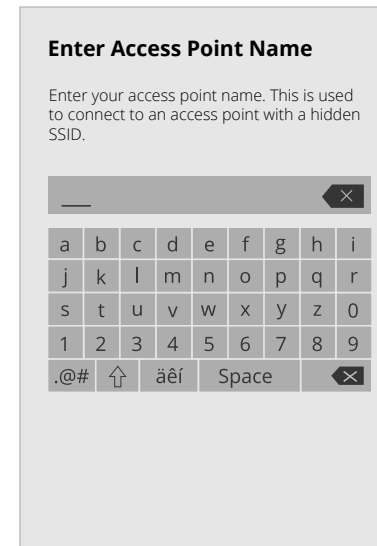 Enter Access Point Name
Enter your access point name. This is used
to connect to an access point with a hidden
SSID.
a b c d e f g h i
j k l m n o p q r
s t u v w x y z 0
1 2 3 4 5 6 7 8 9
.@# äêí Space